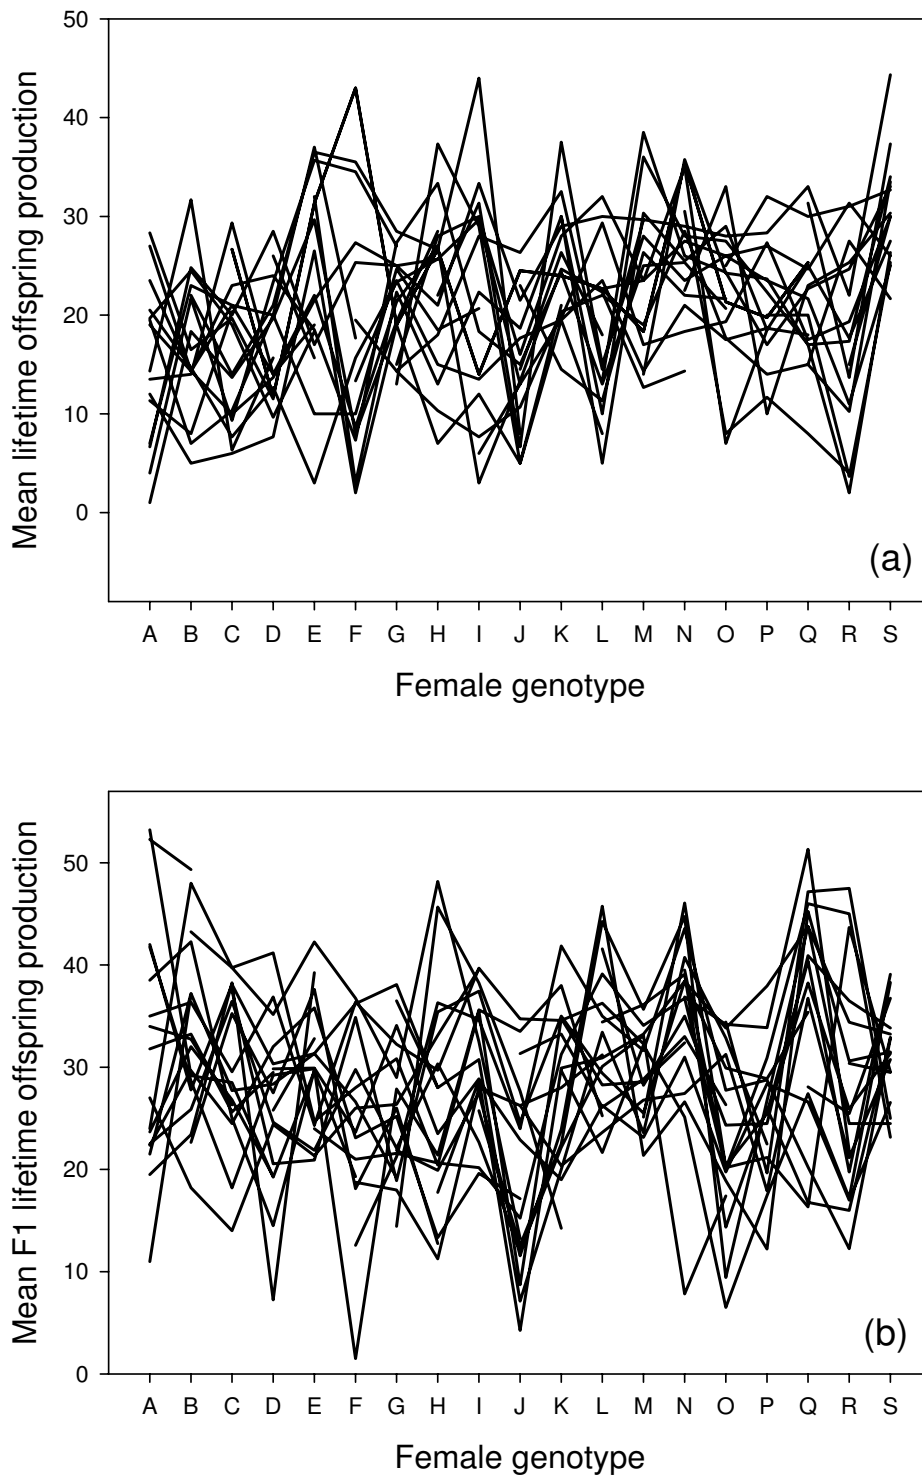 Mean lifetime offspring production
50
40
30
20
10
0
(a)
A B C D E F G H I J K L M N O P Q R S
Female genotype
Mean F1 lifetime offspring production
50
40
30
20
10
0
(b)
A B C D E F G H I J K L M N O P Q R S
Female genotype